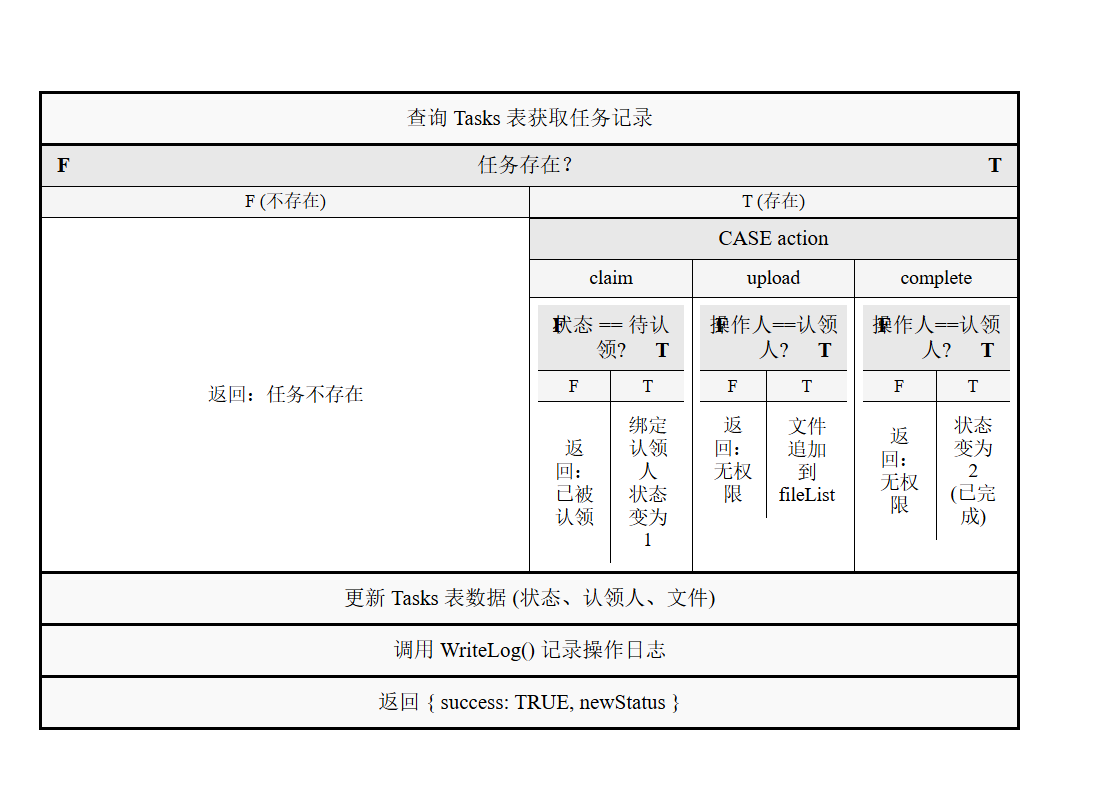 查询 Tasks 表获取任务记录
F 任务存在？ T
F (不存在) T (存在)
CASE action
claim upload complete
F
状态 == 待认
领？ T
F
操作人==认领
人？ T
F
操作人==认领
人？ T
F T F T F T
返回：任务不存在
返
回：
已被
认领
绑定
认领
人
状态
变为
1
返
回：
无权
限
文件
追加
到
fileList
返
回：
无权
限
状态
变为
2
(已完
成)
更新 Tasks 表数据 (状态、认领人、文件)
调用 WriteLog() 记录操作日志
返回 { success: TRUE, newStatus }